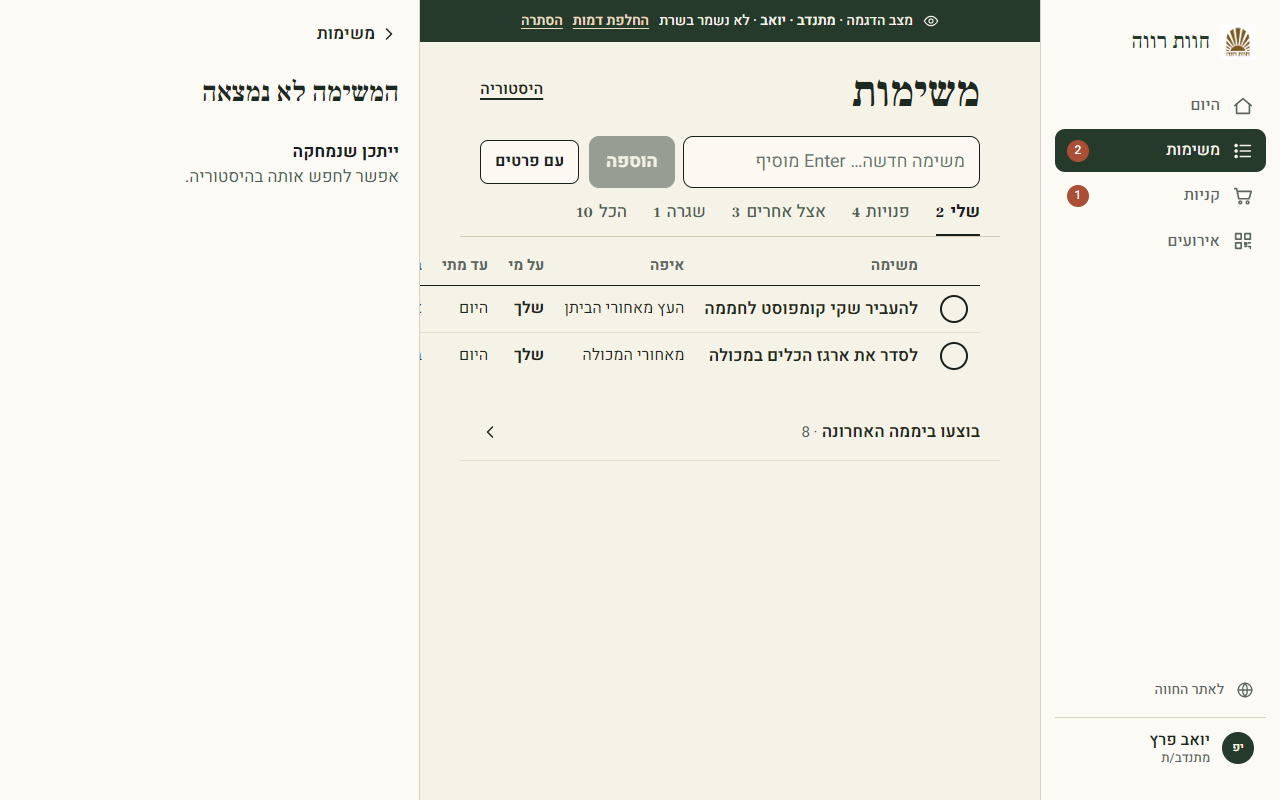 חוות רווה
היום
משימות 2
קניות 1
אירועים
לאתר החווה
יפ
יואב פרץ
מתנדב/ת
מצב הדגמה · מתנדב · יואב · לא נשמר בשרת החלפת דמות הסתרה
משימות
היסטוריה
משימה חדשה... Enter מוסיף
הוספה
עם פרטים
שלי 2 פנויות 4 אצל אחרים 3 שגרה 1 הכל 10
משימה איפה על מי עד מתי
להעביר שקי קומפוסט לחממה העץ מאחורי הביתן שלך היום
לסדר את ארגז הכלים במכולה מאחורי המכולה שלך היום
בוצעו ביממה האחרונה · 8
משימות
המשימה לא נמצאה
ייתכן שנמחקה
אפשר לחפש אותה בהיסטוריה.